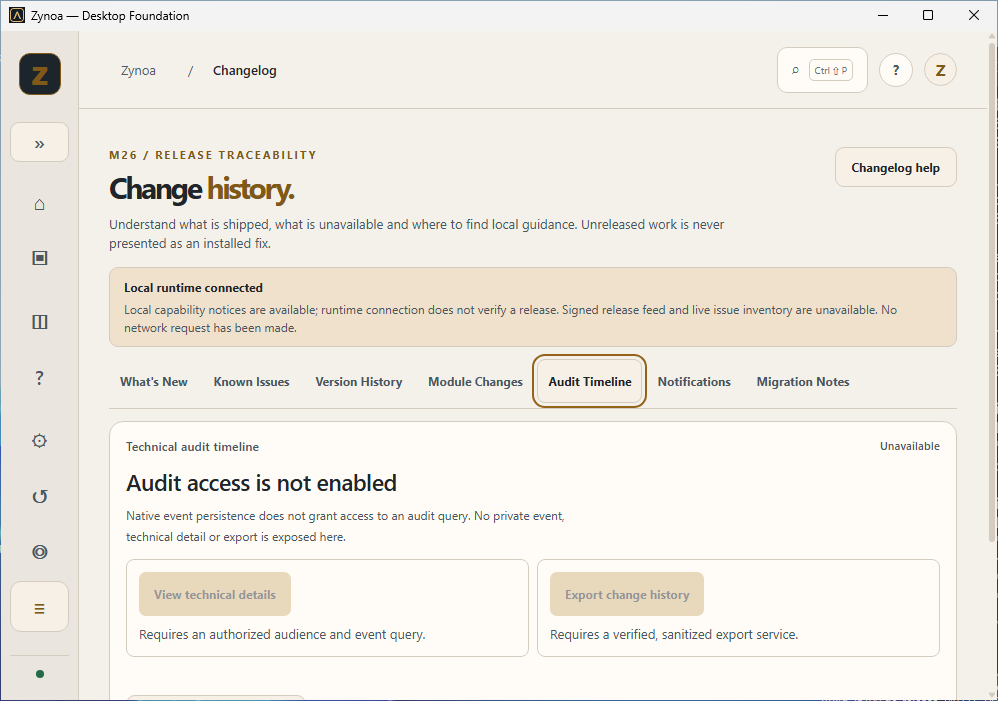 Zynoa — Desktop Foundation
Z
Zynoa / Changelog
Ctrl ⇧ P
?
Z
»
M26 / RELEASE TRACEABILITY
Change history.
Changelog help
Understand what is shipped, what is unavailable and where to find local guidance. Unreleased work is never
presented as an installed fix.
Local runtime connected
Local capability notices are available; runtime connection does not verify a release. Signed release feed and live issue inventory are unavailable. No
network request has been made.
?
What's New Known Issues Version History Module Changes Audit Timeline Notifications Migration Notes
Technical audit timeline
Unavailable
Audit access is not enabled
Native event persistence does not grant access to an audit query. No private event,
technical detail or export is exposed here.
View technical details
Requires an authorized audience and event query.
Export change history
Requires a verified, sanitized export service.